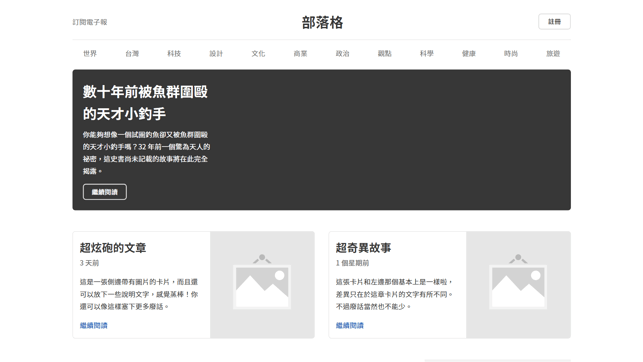 訂閱電子報
部落格
註冊
世界 台灣 科技 設計 文化 商業 政治 觀點 科學 健康 時尚 旅遊
數十年前被魚群圍毆
的天才小釣手
你能夠想像一個試圖釣魚卻又被魚群圍毆
的天才小釣手嗎？32 年前一個驚為天人的
祕密，這史書尚未記載的故事將在此完全
揭露。
繼續閱讀
超炫砲的文章
3 天前
這是一張側邊帶有圖片的卡片，而且還
可以放下一些說明文字，感覺蒸棒！你
還可以像這樣塞下更多廢話。
繼續閱讀
超奇異故事
1 個星期前
這張卡片和左邊那個基本上是一樣啦，
差異只在於這章卡片的文字有所不同。
不過廢話當然也不能少。
繼續閱讀